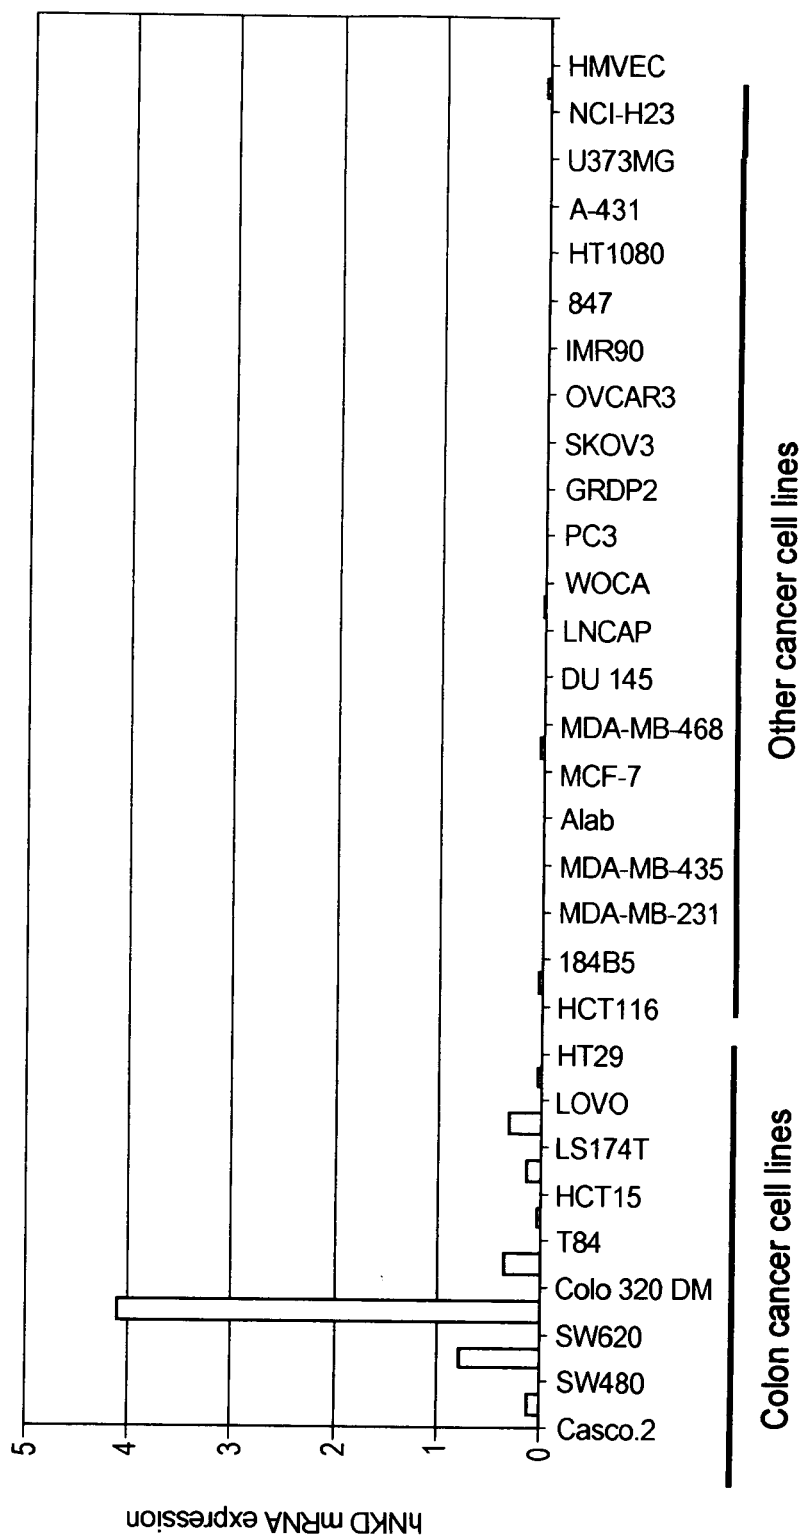 hNKD mRNA expression
5
4
3
2
1
0
Casco.2
SW480
SW620
Colo 320 DM
T84
HCT15
LS174T
LOVO
HT29
HCT116
184B5
MDA-MB-231
MDA-MB-435
Alab
MCF-7
MDA-MB-468
DU 145
LNCAP
WOCA
PC3
GRDP2
SKOV3
OVCAR3
IMR90
847
HT1080
A-431
U373MG
NCI-H23
HMVEC
Colon cancer cell lines
Other cancer cell lines